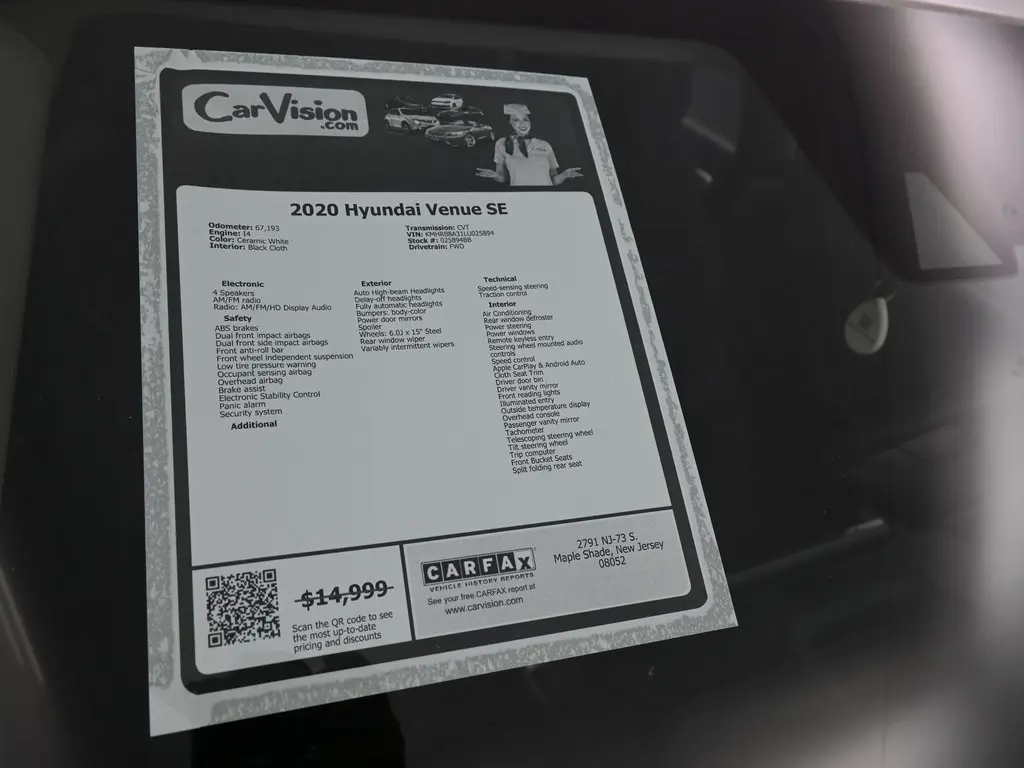 CarVision
.com
2020 Hyundai Venue SE
Odometer: 67,193
Engine: I4
Color: Ceramic White
Interior: Black Cloth
Transmission: CVT
VIN: KMHRB8A31LU025894
Stock #: 025894BB
Drivetrain: FWD
Electronic
4 Speakers
AM/FM radio
Radio: AM/FM/HD Display Audio
Safety
ABS brakes
Dual front impact airbags
Dual front side impact airbags
Front anti-roll bar
Front wheel independent suspension
Low tire pressure warning
Occupant sensing airbag
Overhead airbag
Brake assist
Electronic Stability Control
Panic alarm
Security system
Additional
Exterior
Auto High-beam Headlights
Delay-off headlights
Fully automatic headlights
Bumpers: body-color
Power door mirrors
Spoiler
Wheels: 6.0J x 15" Steel
Rear window wiper
Variably intermittent wipers
Technical
Speed-sensing steering
Traction control
Interior
Air Conditioning
Rear window defroster
Power steering
Power windows
Remote keyless entry
Steering wheel mounted audio
controls
Speed control
Apple CarPlay & Android Auto
Cloth Seat Trim
Driver door bin
Driver vanity mirror
Front reading lights
Illuminated entry
Outside temperature display
Overhead console
Passenger vanity mirror
Tachometer
Telescoping steering wheel
Tilt steering wheel
Trip computer
Front Bucket Seats
Split folding rear seat
$14,999
Scan the QR code to see
the most up-to-date
pricing and discounts
CARFAX
VEHICLE HISTORY REPORTS
See your free CARFAX report at
www.carvision.com
2791 NJ-73 S.
Maple Shade, New Jersey
08052